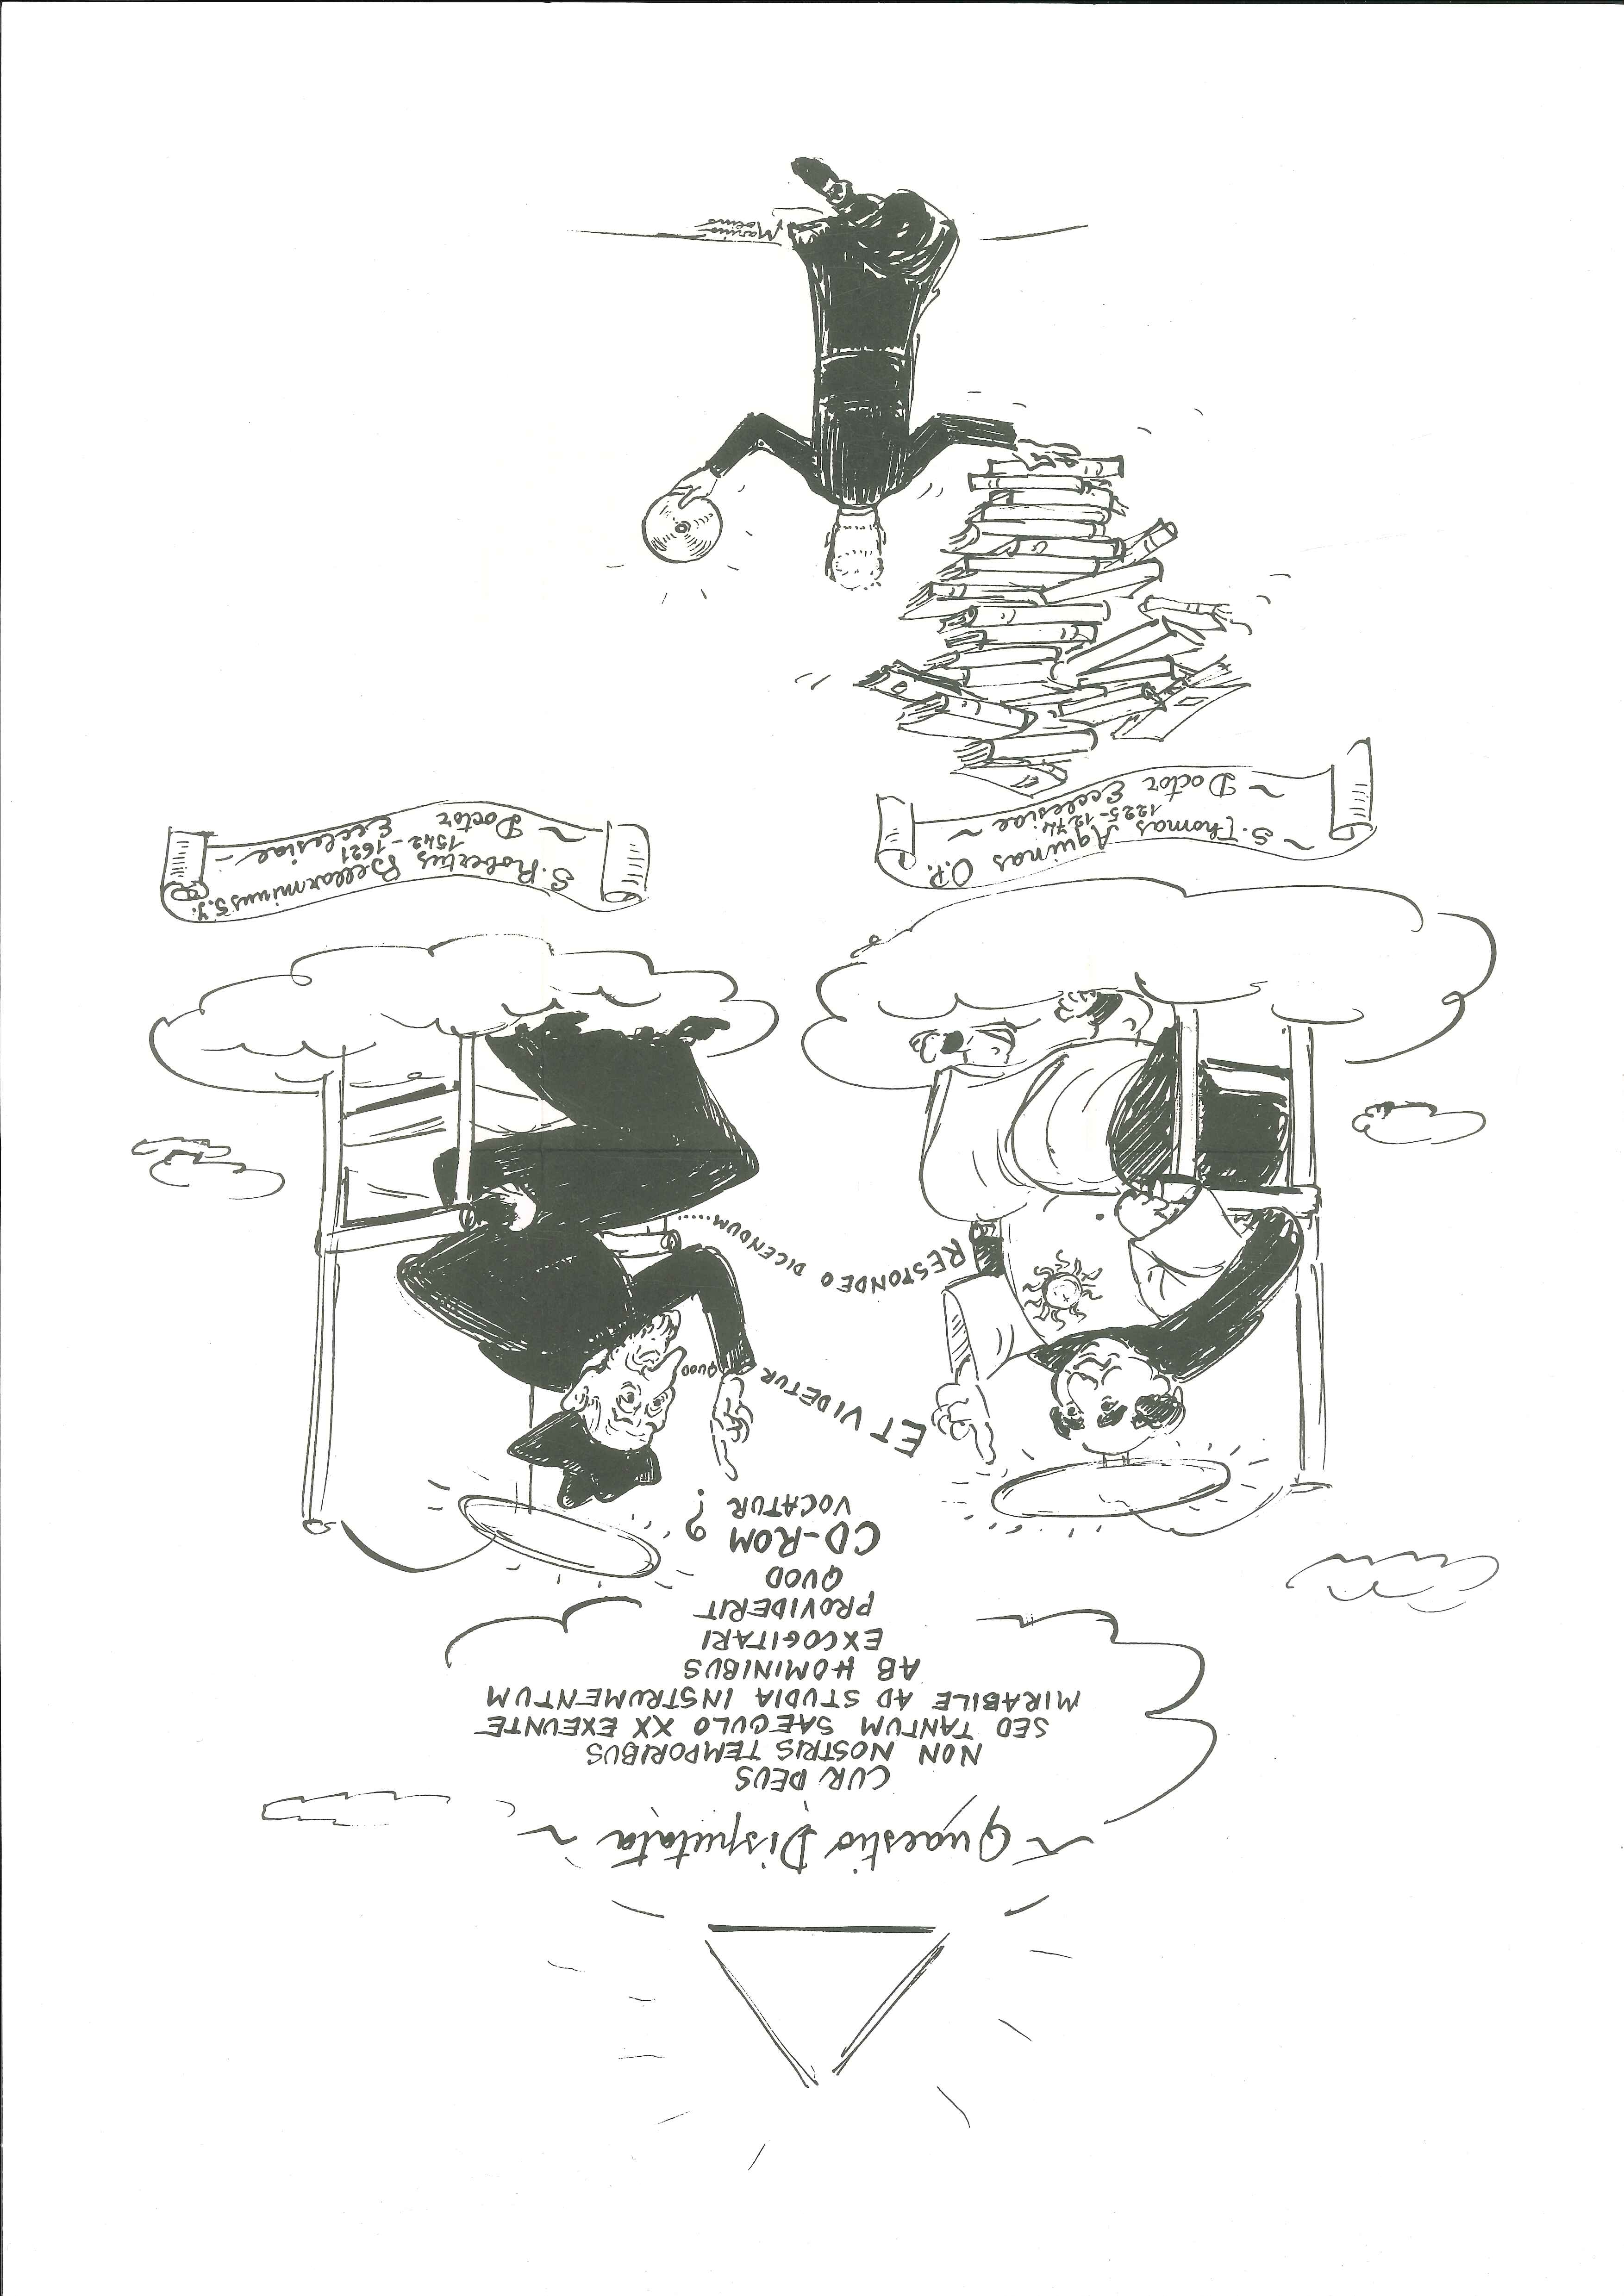 ~ Quaestio Disputata ~
CUR DEUS
NON NOSTRIS TEMPORIBUS
SED TANTUM SAECULO XX EXEUNTE
MIRABILE AD STUDIA INSTRUMENTUM
AB HOMINIBUS
EXCOGITARI
PROVIDERIT
QUOD
CD-ROM
VOCATUR ?
ET VIDETUR QUOD
RESPONDEO DICENDUM.....
~ S. Thomas Aquinas O.P.
1225-1274
~ Doctor Ecclesiae ~
S. Robertus Bellarminus S.J.
1942-1621
~ Doctor Ecclesiae ~
Marino